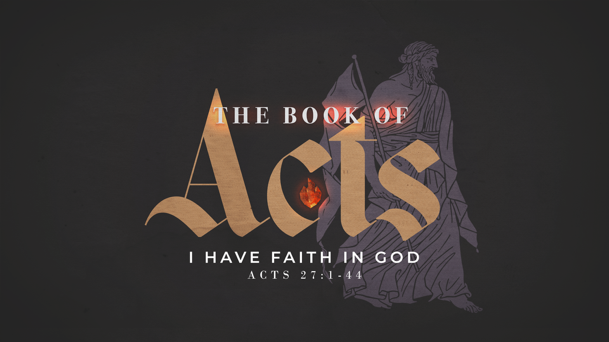 THE BOOK OF
Acts
I HAVE FAITH IN GOD
ACTS 27:1-44